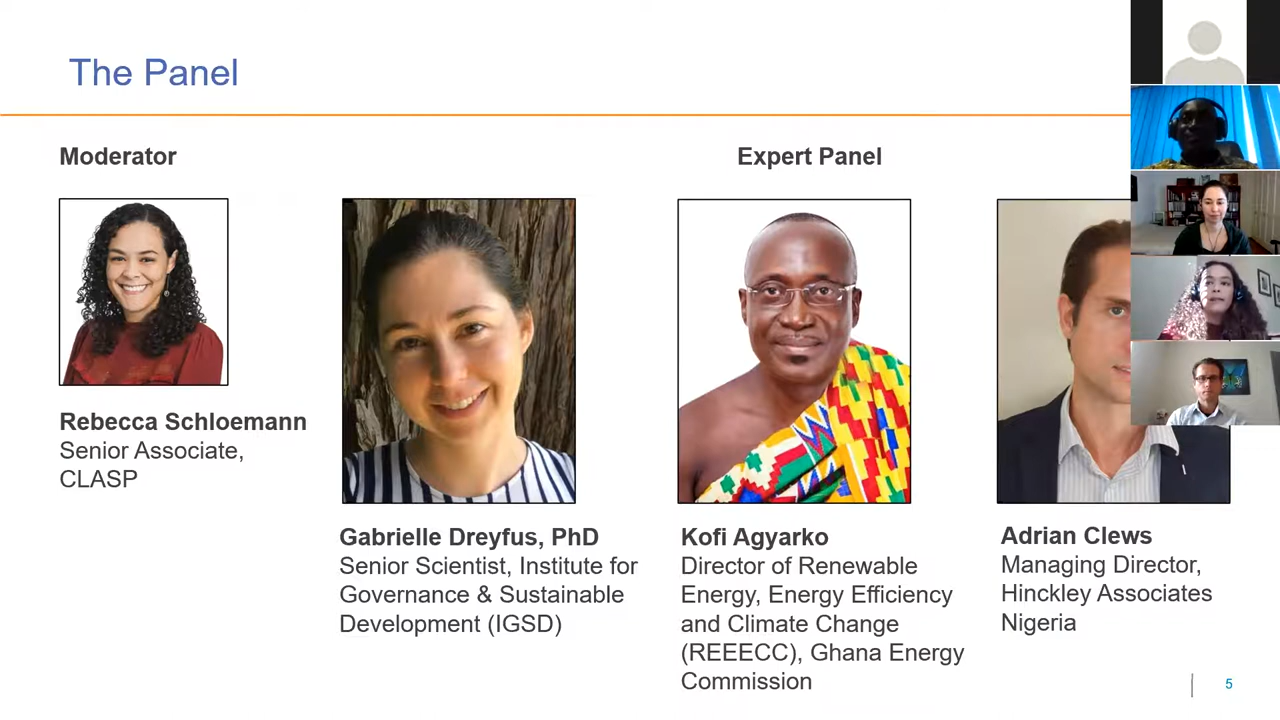 The Panel
Moderator
Expert Panel
Rebecca Schloemann
Senior Associate,
CLASP
Gabrielle Dreyfus, PhD
Senior Scientist, Institute for
Governance & Sustainable
Development (IGSD)
Kofi Agyarko
Director of Renewable
Energy, Energy Efficiency
and Climate Change
(REEECC), Ghana Energy
Commission
Adrian Clews
Managing Director,
Hinckley Associates
Nigeria
5